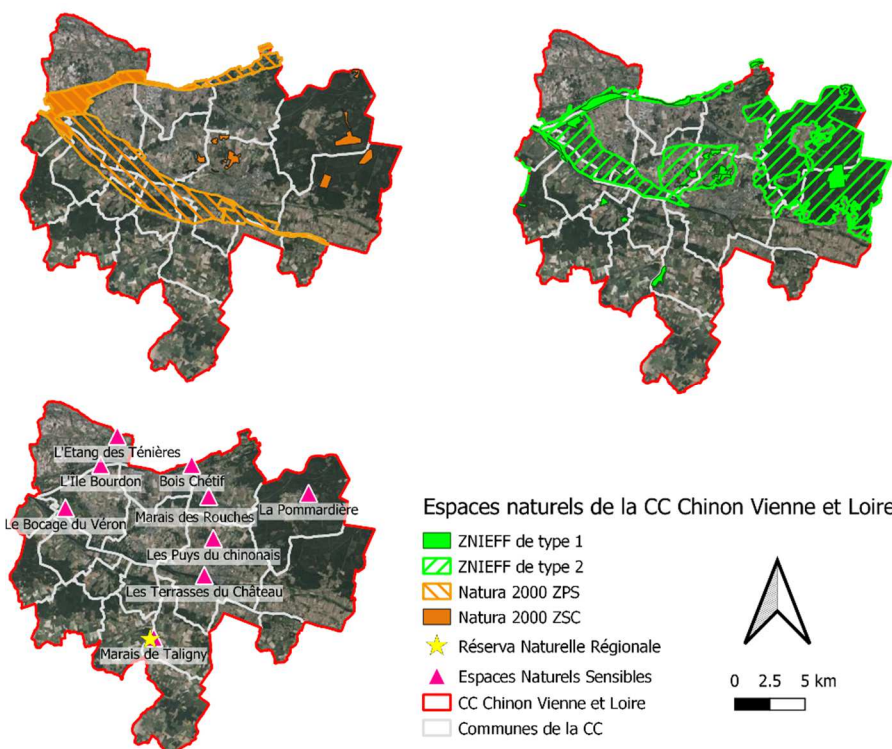 L'Etang des Ténières
L'Ile Bourdon
Bois Chétif
Le Bocage du Véron
Marais des Rouches
La Pommardière
Les Puys du chinonais
Les Terrasses du Château
Marais de Taligny
Espaces naturels de la CC Chinon Vienne et Loire
ZNIEFF de type 1
ZNIEFF de type 2
Natura 2000 ZPS
Natura 2000 ZSC
Réserva Naturelle Régionale
Espaces Naturels Sensibles
CC Chinon Vienne et Loire
Communes de la CC
0 2.5 5 km